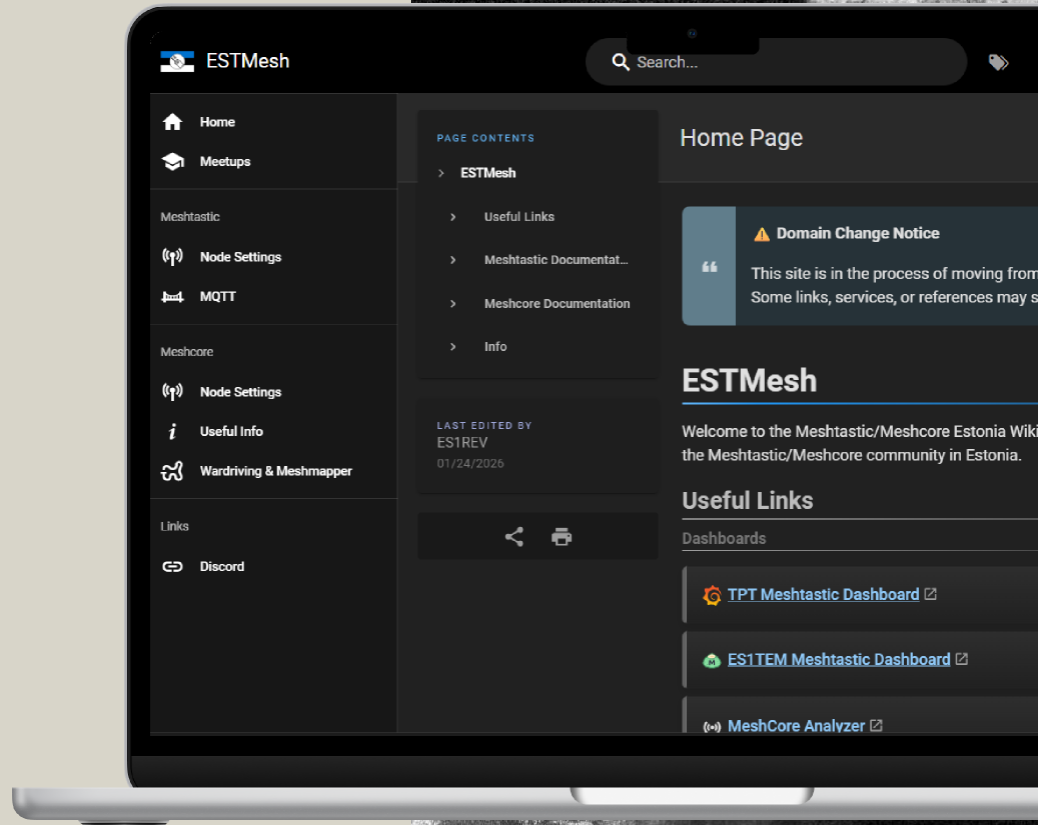 ESTMesh
Search...
Home
Meetups
Meshtastic
Node Settings
MQTT
Meshcore
Node Settings
Useful Info
Wardriving & Meshmapper
Links
Discord
PAGE CONTENTS
ESTMesh
Useful Links
Meshtastic Documentat...
Meshcore Documentation
Info
LAST EDITED BY
ES1REV
01/24/2026
Home Page
Domain Change Notice
This site is in the process of moving from
Some links, services, or references may s
ESTMesh
Welcome to the Meshtastic/Meshcore Estonia Wiki
the Meshtastic/Meshcore community in Estonia.
Useful Links
Dashboards
TPT Meshtastic Dashboard
ES1TEM Meshtastic Dashboard
MeshCore Analyzer